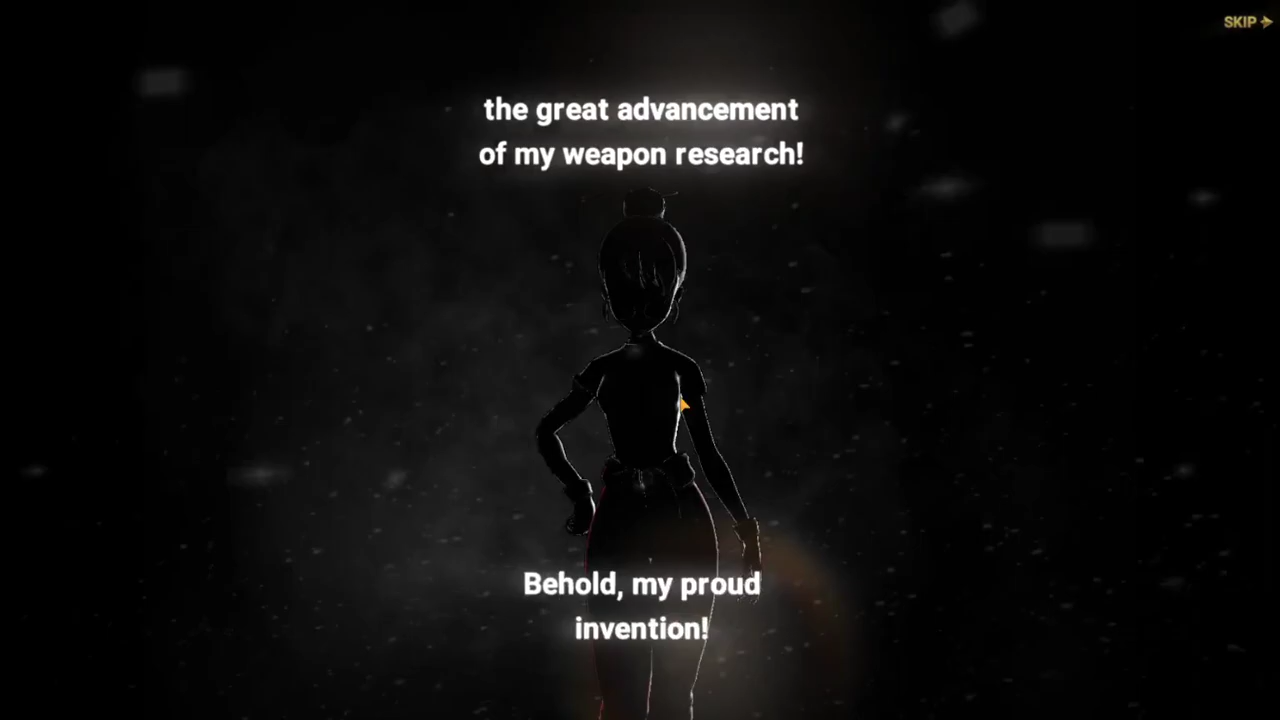 SKIP
the great advancement
of my weapon research!
Behold, my proud
invention!